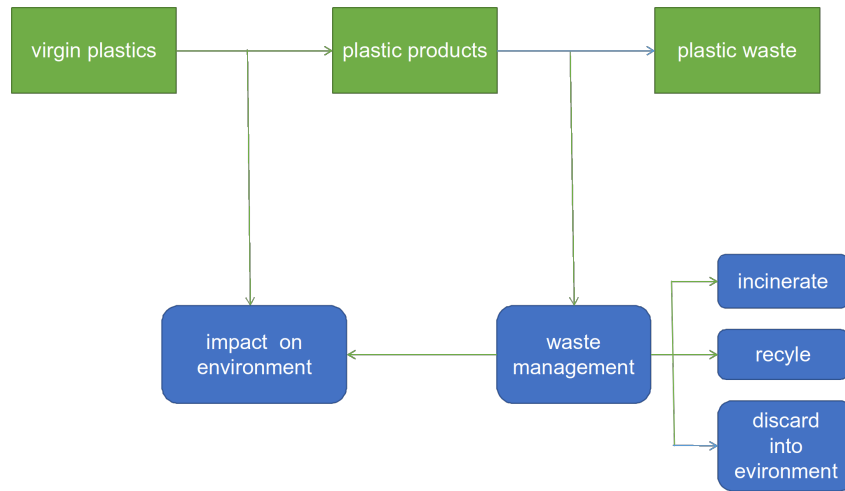 virgin plastics
plastic products
plastic waste
incinerate
impact on
environment
waste
management
recyle
discard
into
evironment